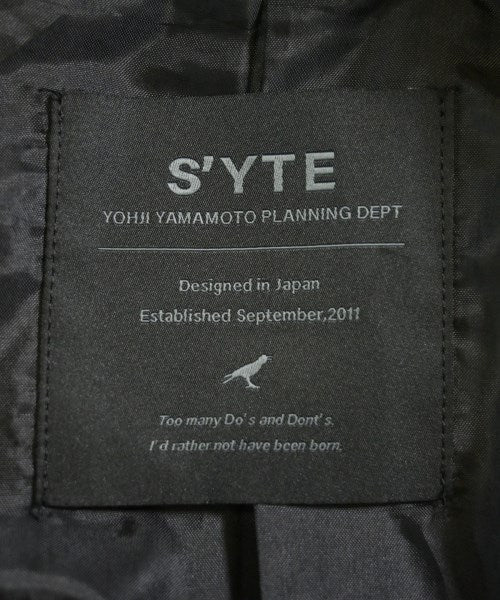 S'YTE
YOHJI YAMAMOTO PLANNING DEPT
Designed in Japan
Established September,2011
Too many Do's and Dont's.
I'd rather not have been born.